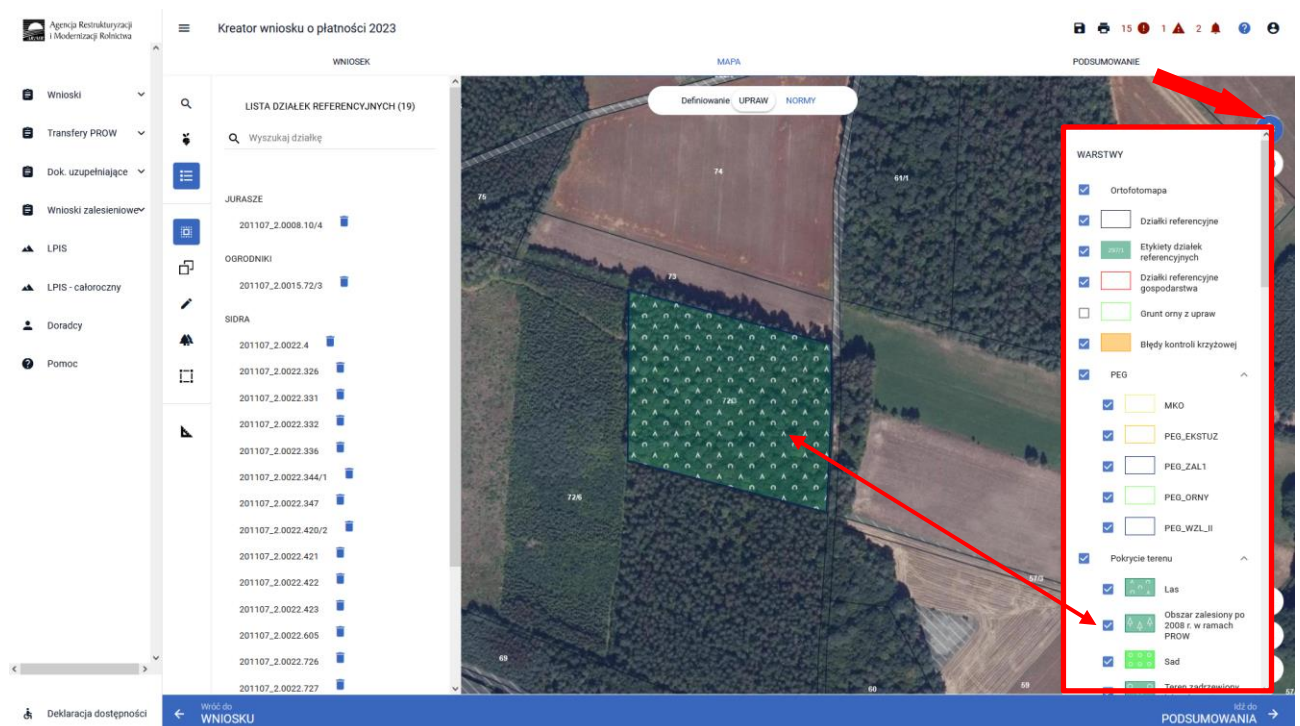 Agencja Restrukturyzacji
i Modernizacji Rolnictwa
Kreator wniosku o płatności 2023
15
1
2
WNIOSEK
MAPA
PODSUMOWANIE
Wnioski
Transfery PROW
Dok. uzupełniające
Wnioski zalesieniowe
LPIS
LPIS - całoroczny
Doradcy
Pomoc
Deklaracja dostępności
LISTA DZIAŁEK REFERENCYJNYCH (19)
Wyszukaj działkę
JURASZE
201107_2.0008.10/4
OGRODNIKI
201107_2.0015.72/3
SIDRA
201107_2.0022.4
201107_2.0022.326
201107_2.0022.331
201107_2.0022.332
201107_2.0022.336
201107_2.0022.344/1
201107_2.0022.347
201107_2.0022.420/2
201107_2.0022.421
201107_2.0022.422
201107_2.0022.423
201107_2.0022.605
201107_2.0022.726
201107_2.0022.727
Definiowanie UPRAW NORMY
74
61/1
75
73
72/3
72/6
57/3
69
60
59
57/
WARSTWY
Ortofotomapa
Działki referencyjne
Etykiety działek
referencyjnych
Działki referencyjne
gospodarstwa
Grunt orny z upraw
Błędy kontroli krzyżowej
PEG
MKO
PEG_EKSTUZ
PEG_ZAL1
PEG_ORNY
PEG_WZL_II
Pokrycie terenu
Las
Obszar zalesiony po
2008 r. w ramach
PROW
Sad
Teren zadrzewiony
Wróć do
WNIOSKU
Idź do
PODSUMOWANIA